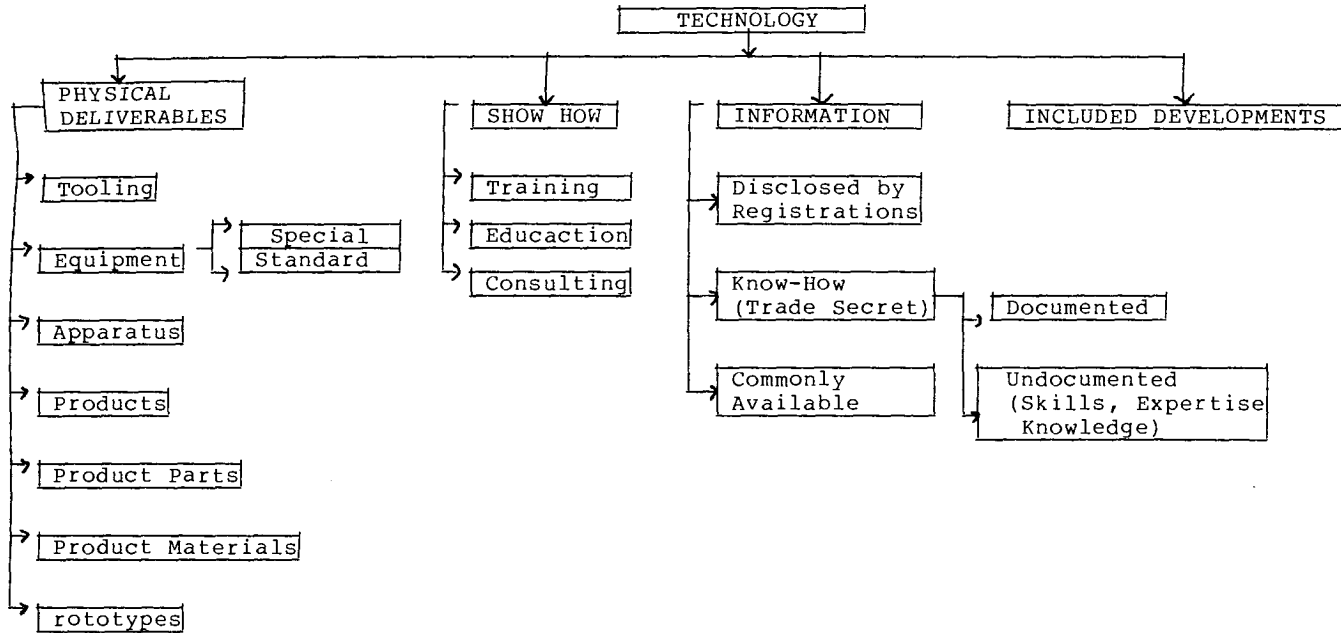 TECHNOLOGY
PHYSICAL
DELIVERABLES
SHOW HOW
INFORMATION
INCLUDED DEVELOPMENTS
Tooling
Equipment
Special
Standard
Apparatus
Products
Product Parts
Product Materials
rototypes
Training
Educaction
Consulting
Disclosed by
Registrations
Know-How
(Trade Secret)
Documented
Undocumented
(Skills, Expertise
Knowledge)
Commonly
Available